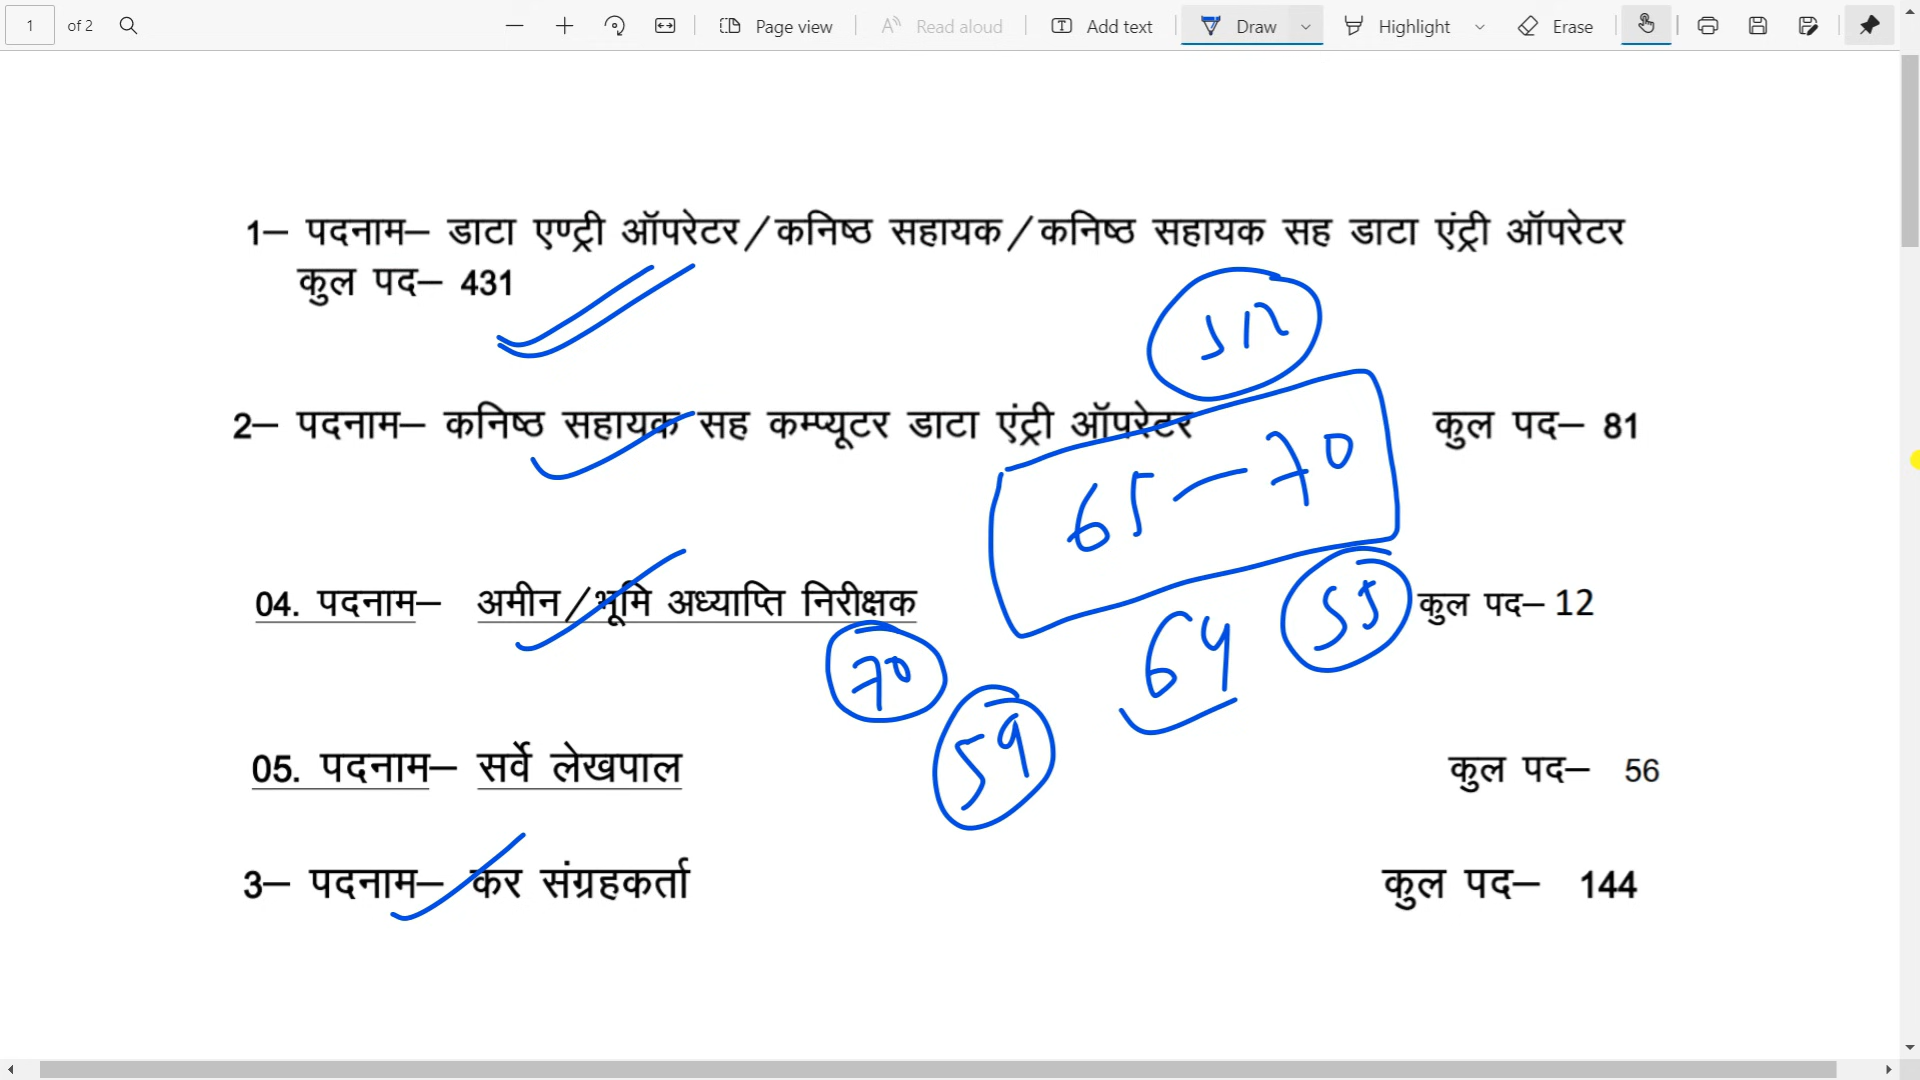 1 of 2 Page view Read aloud Add text Draw Highlight Erase
1– पदनाम– डाटा एण्ट्री ऑपरेटर/कनिष्ठ सहायक/कनिष्ठ सहायक सह डाटा एंट्री ऑपरेटर
कुल पद– 431
512
2– पदनाम– कनिष्ठ सहायक सह कम्प्यूटर डाटा एंट्री ऑपरेटर कुल पद– 81
65–70
04. पदनाम– अमीन/भूमि अध्याप्ति निरीक्षक कुल पद– 12
55
64
70
59
05. पदनाम– सर्वे लेखपाल कुल पद– 56
3– पदनाम– कर संग्रहकर्ता कुल पद– 144